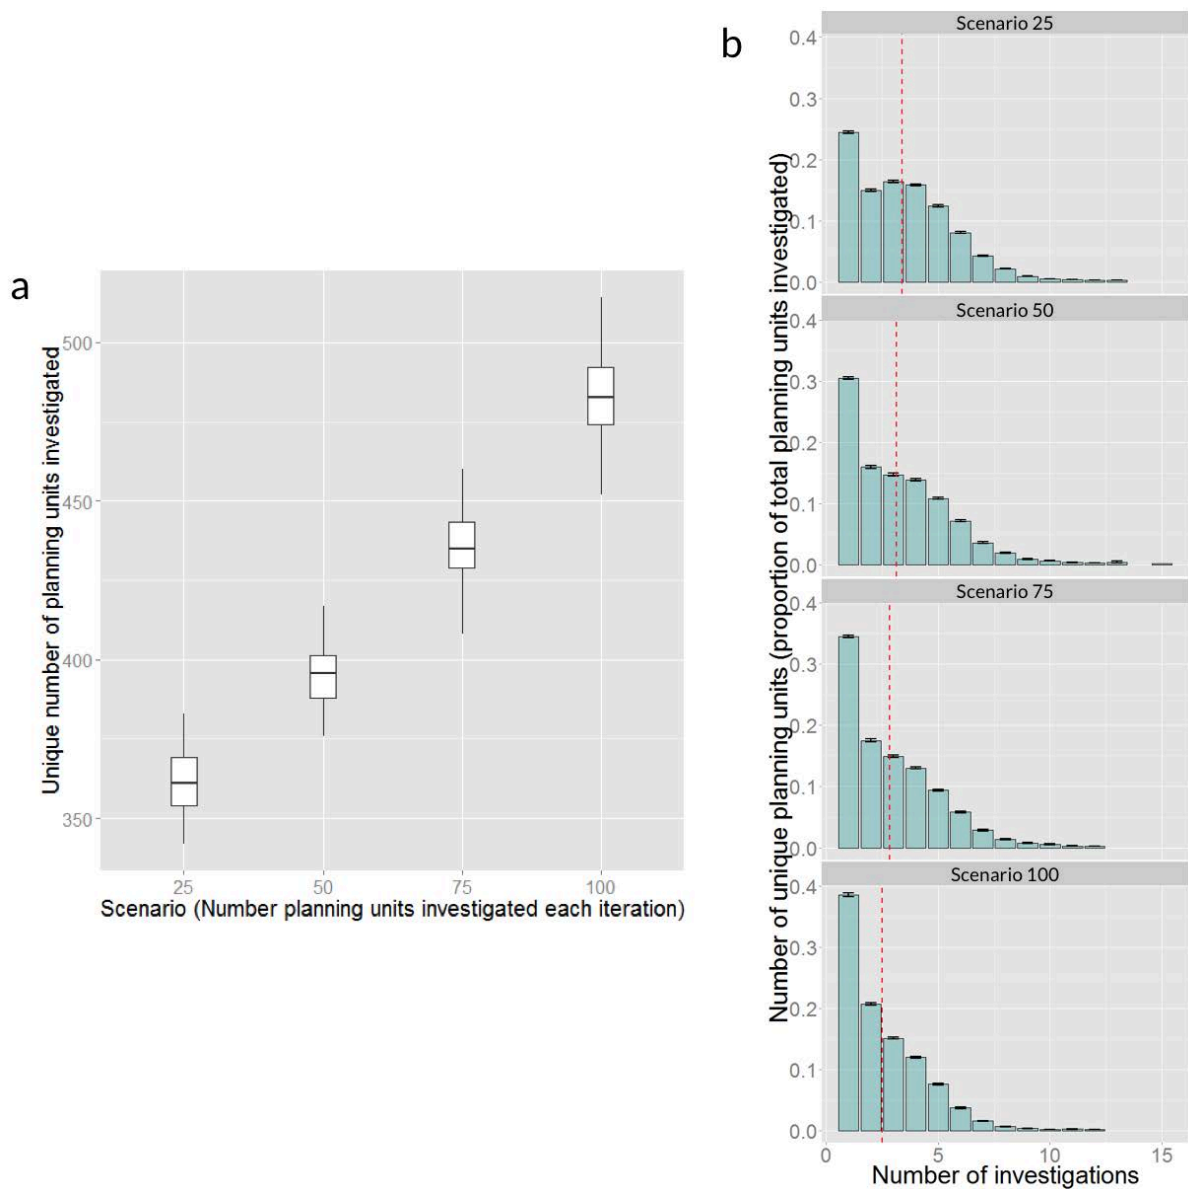 a
Unique number of planning units investigated
500
450
400
350
25 50 75 100
Scenario (Number planning units investigated each iteration)
b
Number of unique planning units (proportion of total planning units investigated)
Scenario 25
0.4
0.3
0.2
0.1
0.0
Scenario 50
0.4
0.3
0.2
0.1
0.0
Scenario 75
0.4
0.3
0.2
0.1
0.0
Scenario 100
0.4
0.3
0.2
0.1
0.0
0 5 10 15
Number of investigations